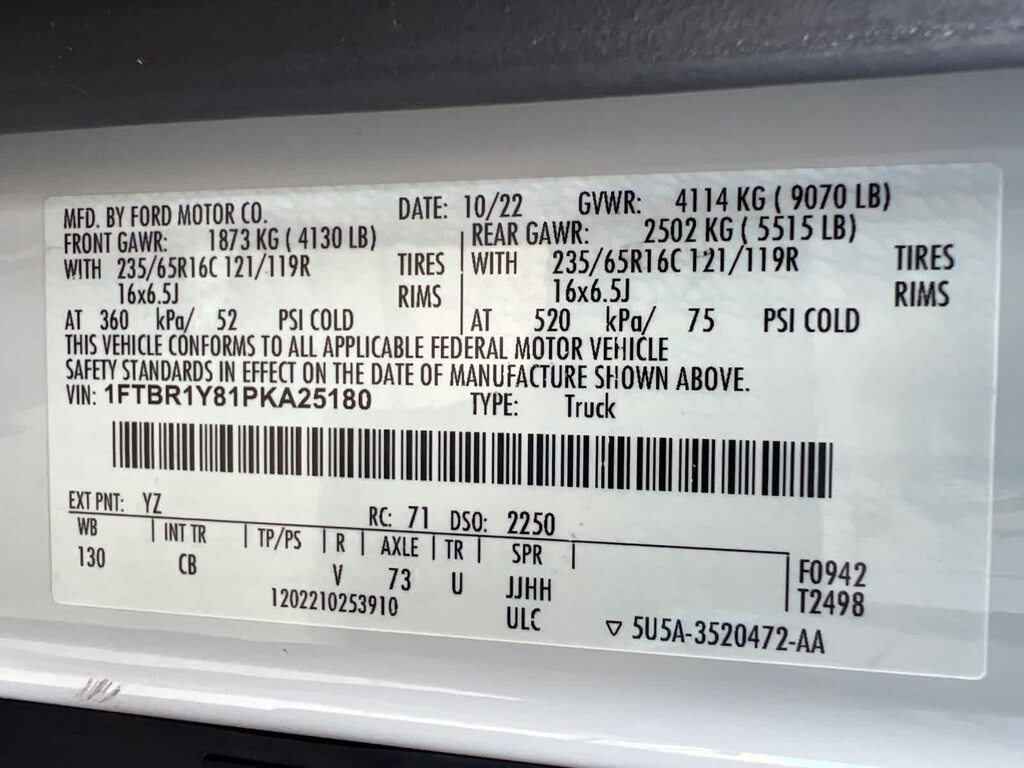 MFD. BY FORD MOTOR CO. DATE: 10/22 GVWR: 4114 KG ( 9070 LB)
FRONT GAWR: 1873 KG ( 4130 LB) REAR GAWR: 2502 KG ( 5515 LB)
WITH 235/65R16C 121/119R TIRES WITH 235/65R16C 121/119R TIRES
16x6.5J RIMS 16x6.5J RIMS
AT 360 kPa/ 52 PSI COLD AT 520 kPa/ 75 PSI COLD
THIS VEHICLE CONFORMS TO ALL APPLICABLE FEDERAL MOTOR VEHICLE
SAFETY STANDARDS IN EFFECT ON THE DATE OF MANUFACTURE SHOWN ABOVE.
VIN: 1FTBR1Y81PKA25180 TYPE: Truck
EXT PNT: YZ RC: 71 DSO: 2250
WB INT TR TP/PS R AXLE TR SPR
130 CB V 73 U JJHH F0942
1202210253910 ULC T2498
▽ 5U5A-3520472-AA